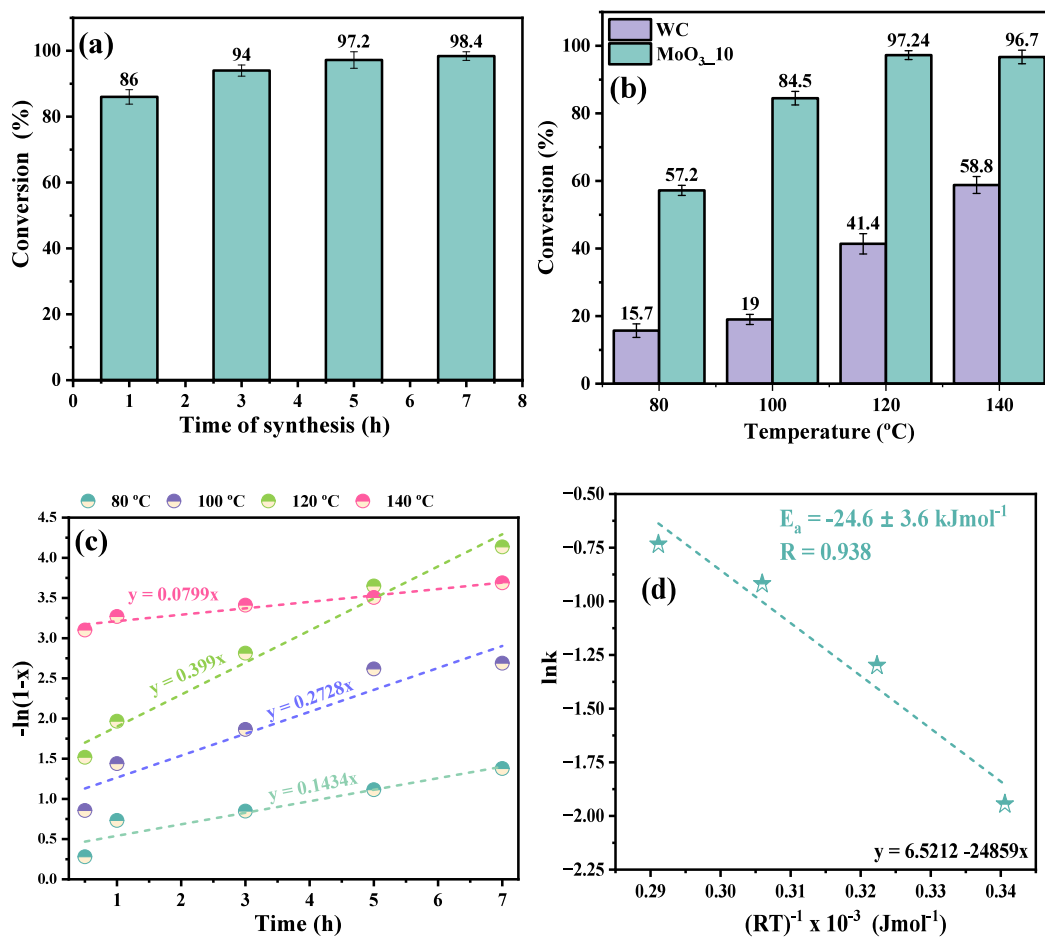 (a)
86
94
97.2
98.4
100
80
60
40
20
0
Conversion (%)
0 1 2 3 4 5 6 7 8
Time of synthesis (h)
WC
MoO₃_10
(b)
15.7
57.2
19
84.5
41.4
97.24
58.8
96.7
100
80
60
40
20
0
Conversion (%)
80 100 120 140
Temperature (ºC)
80 ºC 100 ºC 120 ºC 140 ºC
(c)
y = 0.0799x
y = 0.399x
y = 0.2728x
y = 0.1434x
4.5
4.0
3.5
3.0
2.5
2.0
1.5
1.0
0.5
0.0
-ln(1-x)
1 2 3 4 5 6 7
Time (h)
Eₐ = -24.6 ± 3.6 kJmol⁻¹
R = 0.938
(d)
y = 6.5212 -24859x
−0.50
−0.75
−1.00
−1.25
−1.50
−1.75
−2.00
−2.25
lnk
0.29 0.30 0.31 0.32 0.33 0.34
(RT)⁻¹ x 10⁻³ (Jmol⁻¹)